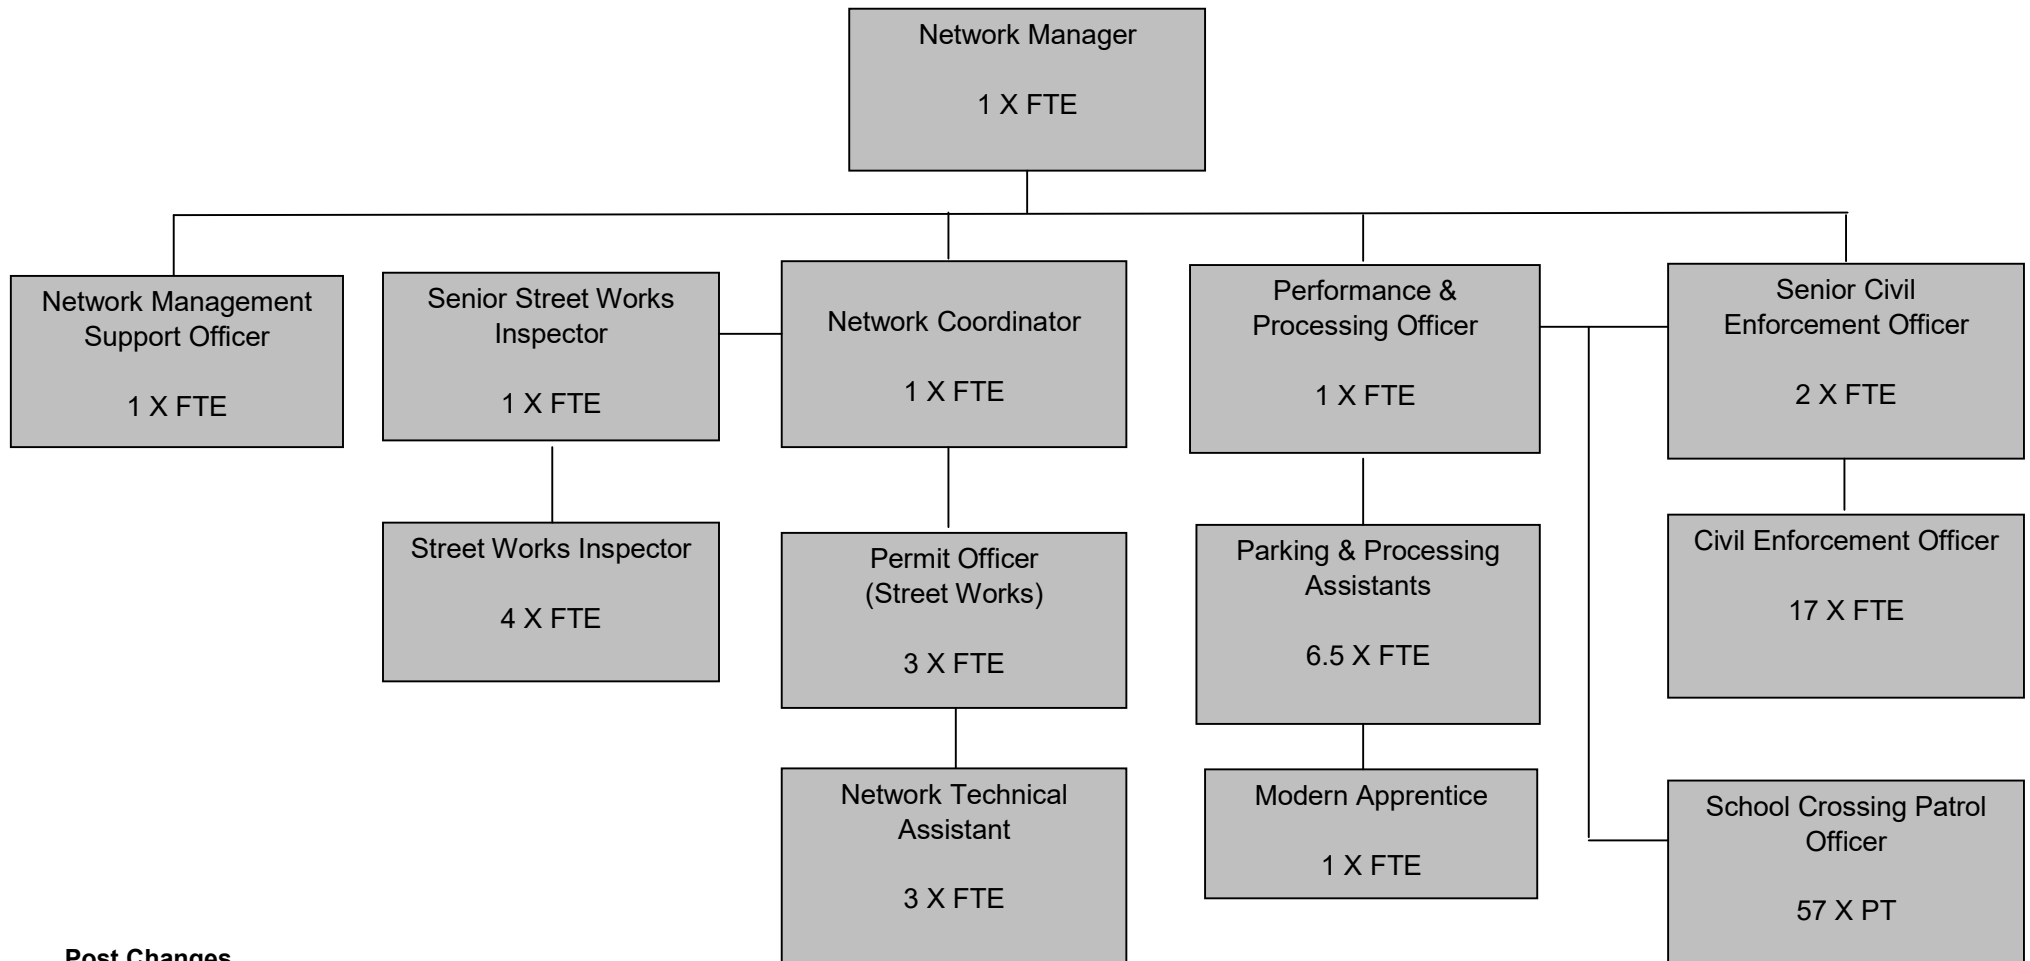 Network Manager
1 X FTE
Network Management
Support Officer
1 X FTE
Senior Street Works
Inspector
1 X FTE
Network Coordinator
1 X FTE
Performance &
Processing Officer
1 X FTE
Senior Civil
Enforcement Officer
2 X FTE
Street Works Inspector
4 X FTE
Permit Officer
(Street Works)
3 X FTE
Parking & Processing
Assistants
6.5 X FTE
Civil Enforcement Officer
17 X FTE
Network Technical
Assistant
3 X FTE
Modern Apprentice
1 X FTE
School Crossing Patrol
Officer
57 X PT
Post Changes